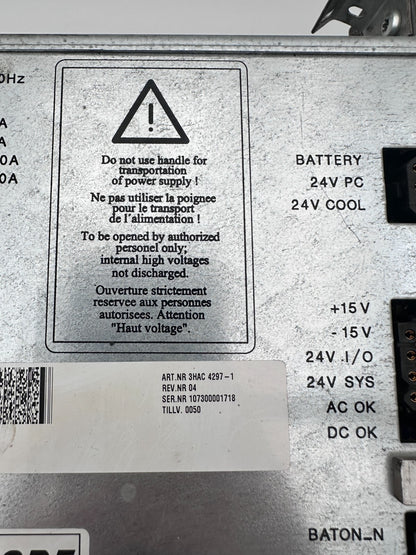 0Hz
A
A
0A
0A
Do not use handle for
transportation
of power supply !
Ne pas utiliser la poignee
pour le transport
de l'alimentation !
To be opened by authorized
personel only;
internal high voltages
not discharged.
Ouverture strictement
reservee aux personnes
autorisees. Attention
"Haut voltage".
BATTERY
24V PC
24V COOL
+15V
-15V
24V I/O
24V SYS
AC OK
DC OK
ART.NR 3HAC 4297-1
REV.NR 04
SER.NR 107300001718
TILLV. 0050
BATON_N